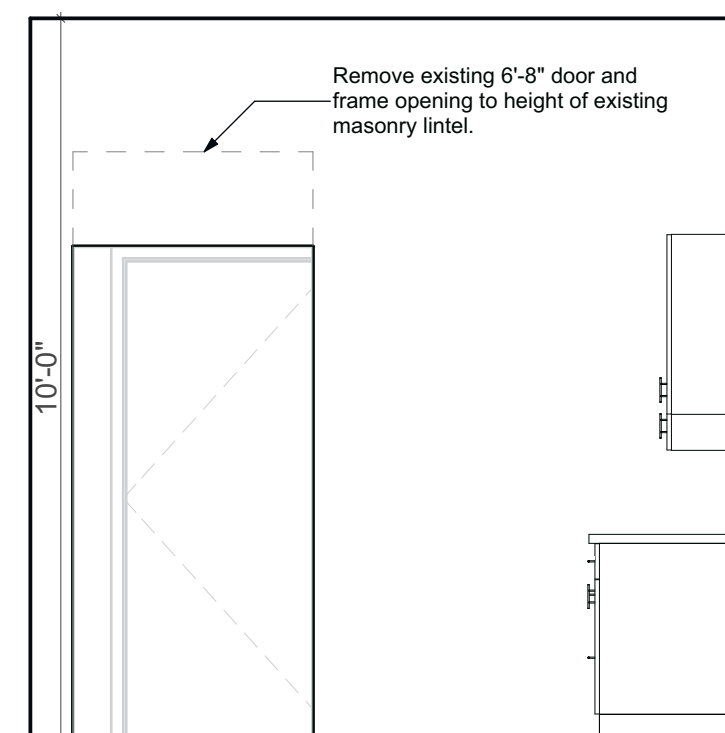 Remove existing 6'-8" door and
frame opening to height of existing
masonry lintel.
10'-0"